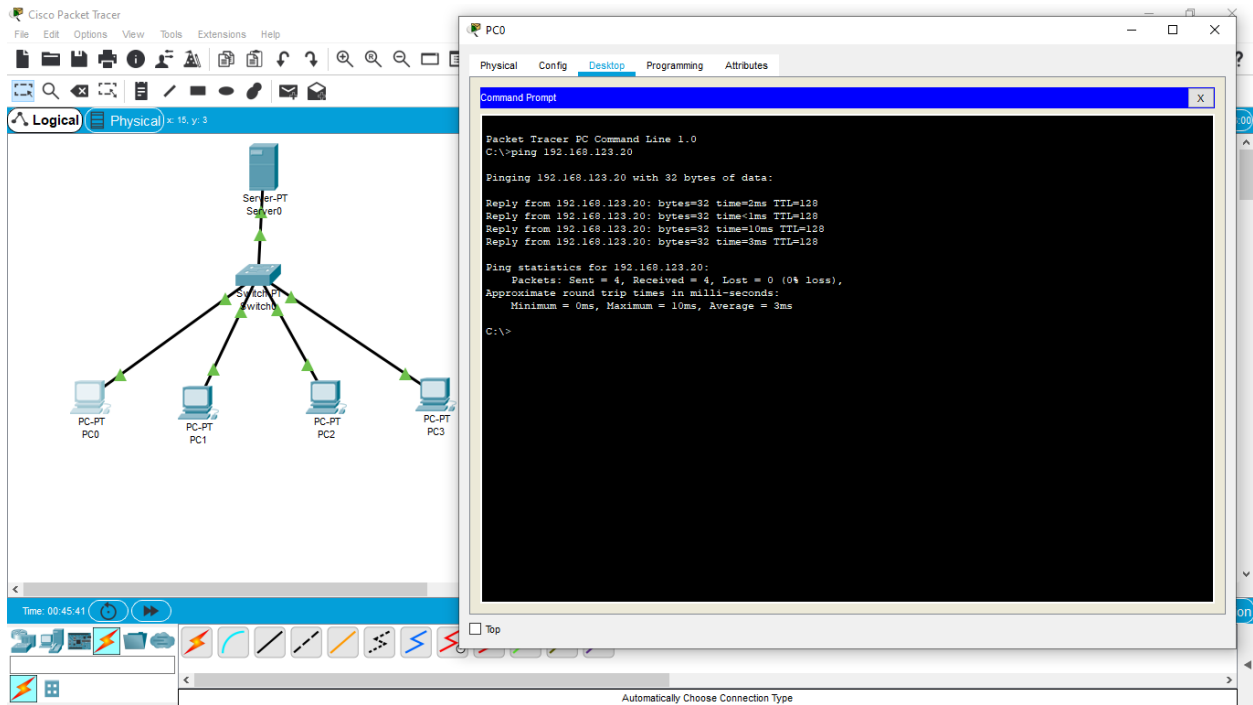 Cisco Packet Tracer
File Edit Options View Tools Extensions Help
Logical
Physical
x: 15, y: 3
Server-PT
Server0
Switch-PT
Switch0
PC-PT
PC0
PC-PT
PC1
PC-PT
PC2
PC-PT
PC3
Time: 00:45:41
PC0
Physical Config Desktop Programming Attributes
Command Prompt
X
Packet Tracer PC Command Line 1.0
C:\>ping 192.168.123.20
Pinging 192.168.123.20 with 32 bytes of data:
Reply from 192.168.123.20: bytes=32 time=2ms TTL=128
Reply from 192.168.123.20: bytes=32 time<1ms TTL=128
Reply from 192.168.123.20: bytes=32 time=10ms TTL=128
Reply from 192.168.123.20: bytes=32 time=3ms TTL=128
Ping statistics for 192.168.123.20:
Packets: Sent = 4, Received = 4, Lost = 0 (0% loss),
Approximate round trip times in milli-seconds:
Minimum = 0ms, Maximum = 10ms, Average = 3ms
C:\>
Top
Automatically Choose Connection Type